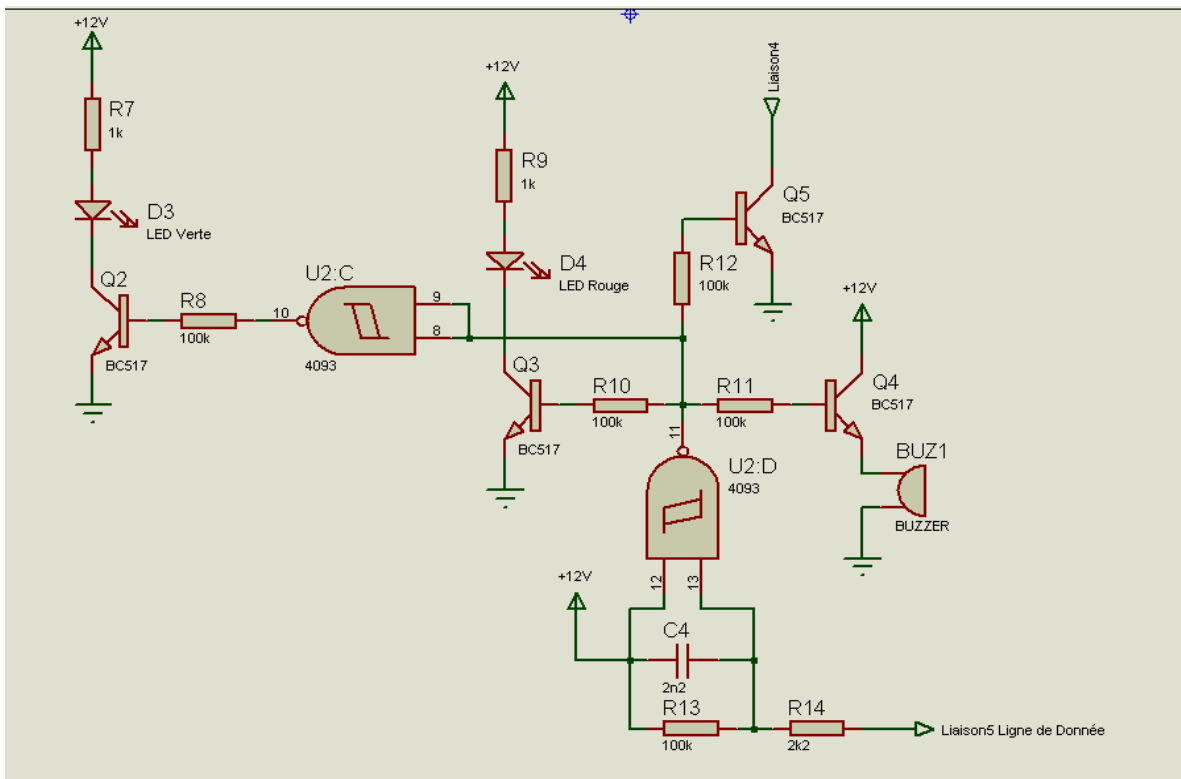 +12V
R7
1k
D3
LED Verte
Q2
BC517
R8
100k
10
U2:C
4093
9
8
+12V
R9
1k
D4
LED Rouge
Q3
BC517
R10
100k
Liaison4
Q5
BC517
R12
100k
R11
100k
+12V
Q4
BC517
BUZ1
BUZZER
11
U2:D
4093
12
13
+12V
C4
2n2
R13
100k
R14
2k2
Liaison5 Ligne de Donnée